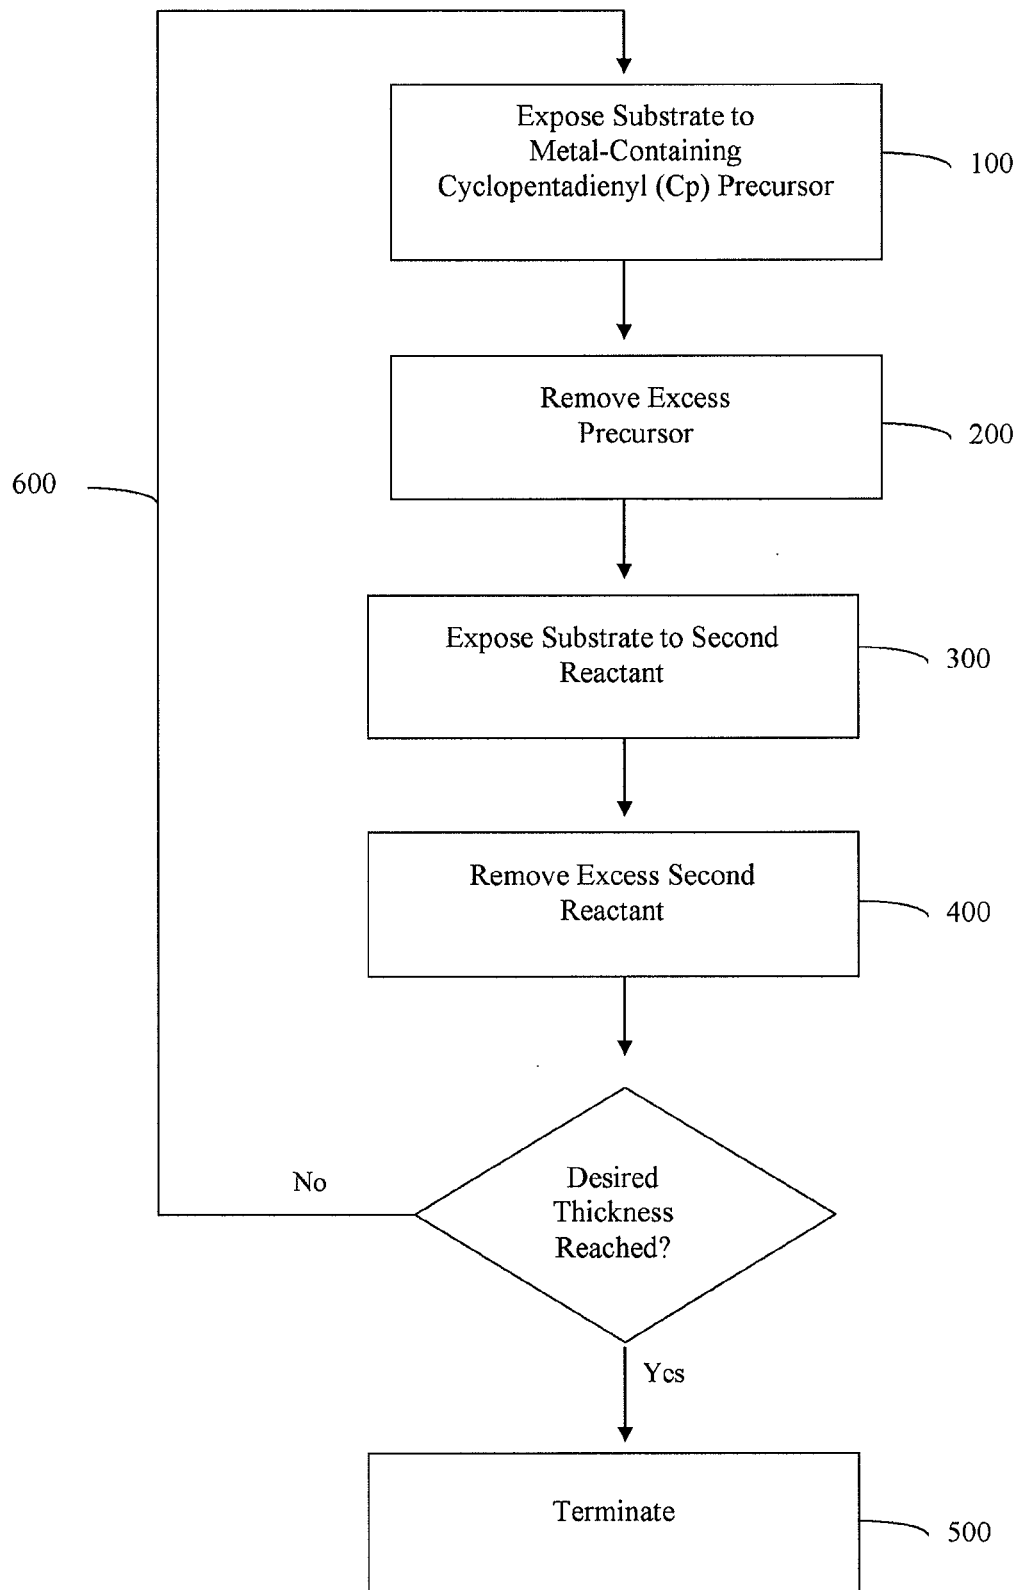 Expose Substrate to
Metal-Containing
Cyclopentadienyl (Cp) Precursor
100
Remove Excess
Precursor
200
600
Expose Substrate to Second
Reactant
300
Remove Excess Second
Reactant
400
No
Desired
Thickness
Reached?
Yes
Terminate
500